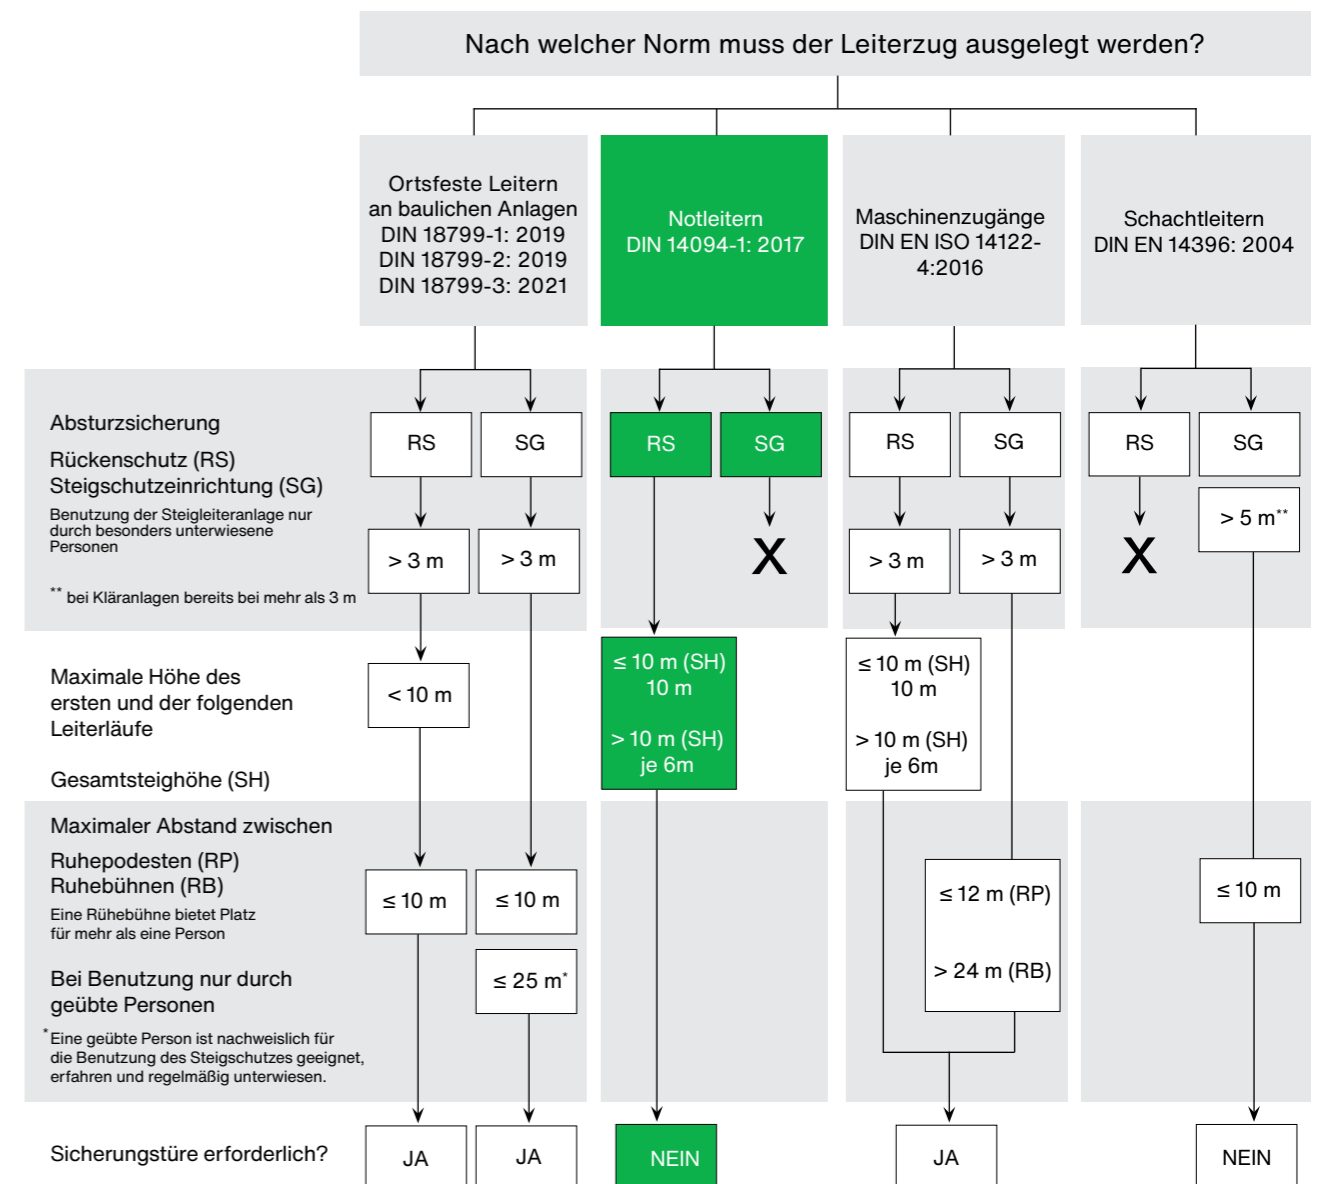 Nach welcher Norm muss der Leiterzug ausgelegt werden?
Ortsfeste Leitern
an baulichen Anlagen
DIN 18799-1: 2019
DIN 18799-2: 2019
DIN 18799-3: 2021
Notleitern
DIN 14094-1: 2017
Maschinenzugänge
DIN EN ISO 14122-
4:2016
Schachtleitern
DIN EN 14396: 2004
Absturzsicherung
Rückenschutz (RS)
Steigschutzeinrichtung (SG)
Benutzung der Steigleiteranlage nur
durch besonders unterwiesene
Personen
** bei Kläranlagen bereits bei mehr als 3 m
RS
SG
RS
SG
RS
SG
RS
SG
> 3 m
> 3 m
X
> 3 m
> 3 m
X
> 5 m**
Maximale Höhe des
ersten und der folgenden
Leiterläufe
Gesamtsteighöhe (SH)
< 10 m
≤ 10 m (SH)
10 m
> 10 m (SH)
je 6m
≤ 10 m (SH)
10 m
> 10 m (SH)
je 6m
Maximaler Abstand zwischen
Ruhepodesten (RP)
Ruhebühnen (RB)
Eine Rühebühne bietet Platz
für mehr als eine Person
Bei Benutzung nur durch
geübte Personen
* Eine geübte Person ist nachweislich für
die Benutzung des Steigschutzes geeignet,
erfahren und regelmäßig unterwiesen.
≤ 10 m
≤ 10 m
≤ 25 m*
≤ 12 m (RP)
> 24 m (RB)
≤ 10 m
Sicherungstüre erforderlich?
JA
JA
NEIN
JA
NEIN